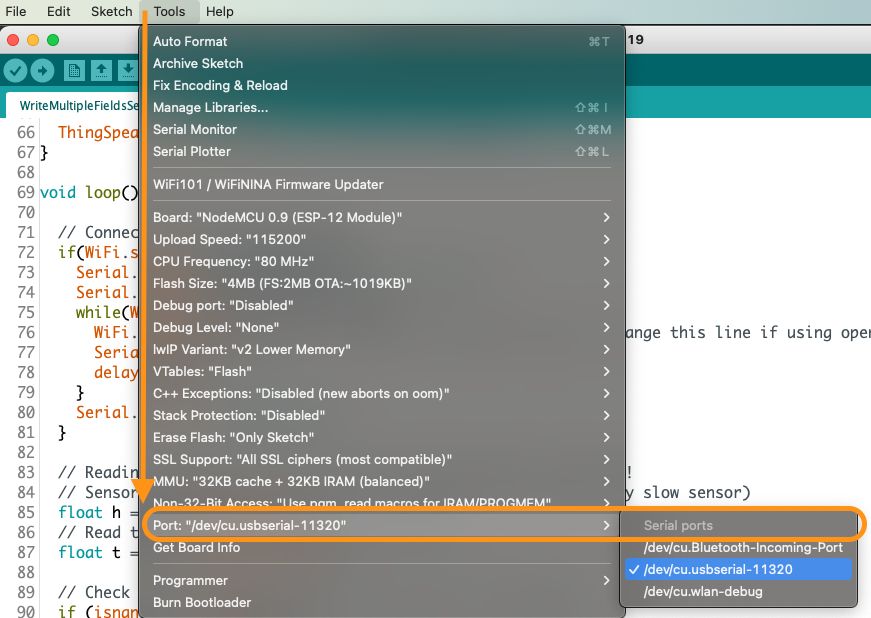 File Edit Sketch Tools Help
19
WriteMultipleFieldsSe
Auto Format ⌘T
Archive Sketch
Fix Encoding & Reload
Manage Libraries... ⇧⌘I
Serial Monitor ⇧⌘M
Serial Plotter ⇧⌘L
WiFi101 / WiFiNINA Firmware Updater
Board: "NodeMCU 0.9 (ESP-12 Module)"
Upload Speed: "115200"
CPU Frequency: "80 MHz"
Flash Size: "4MB (FS:2MB OTA:~1019KB)"
Debug port: "Disabled"
Debug Level: "None"
lwIP Variant: "v2 Lower Memory"
VTables: "Flash"
C++ Exceptions: "Disabled (new aborts on oom)"
Stack Protection: "Disabled"
Erase Flash: "Only Sketch"
SSL Support: "All SSL ciphers (most compatible)"
MMU: "32KB cache + 32KB IRAM (balanced)"
Non-32-Bit Access: "Use pgm_read macros for IRAM/PROGMEM"
Port: "/dev/cu.usbserial-11320"
Get Board Info
Programmer
Burn Bootloader
Serial ports
/dev/cu.Bluetooth-Incoming-Port
✓ /dev/cu.usbserial-11320
/dev/cu.wlan-debug
66 ThingSpea
67 }
68
69 void loop()
70
71 // Connec
72 if(WiFi.s
73 Serial.
74 Serial.
75 while(W
76 WiFi. ange this line if using oper
77 Seria
78 delay
79 }
80 Serial.
81 }
82
83 // Readin !
84 // Sensor y slow sensor)
85 float h =
86 // Read t
87 float t =
88
89 // Check
90 if (isnan